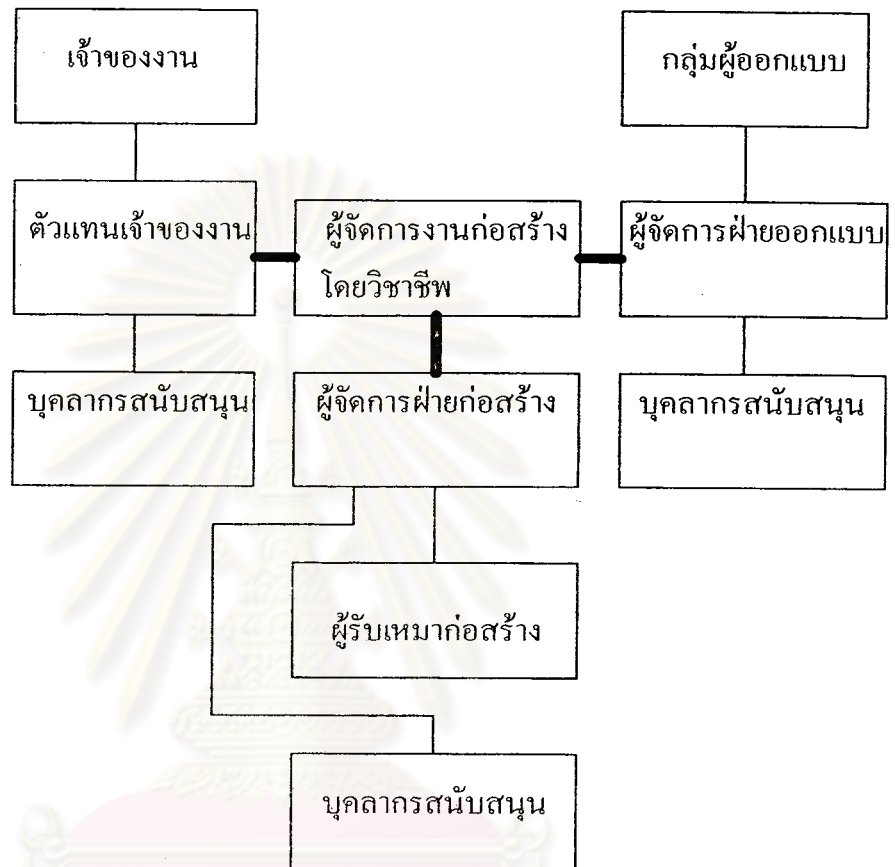 เจ้าของงาน
กลุ่มผู้ออกแบบ
ตัวแทนเจ้าของงาน
ผู้จัดการงานก่อสร้าง
โดยวิชาชีพ
ผู้จัดการฝ่ายออกแบบ
บุคลากรสนับสนุน
ผู้จัดการฝ่ายก่อสร้าง
บุคลากรสนับสนุน
ผู้รับเหมาก่อสร้าง
บุคลากรสนับสนุน